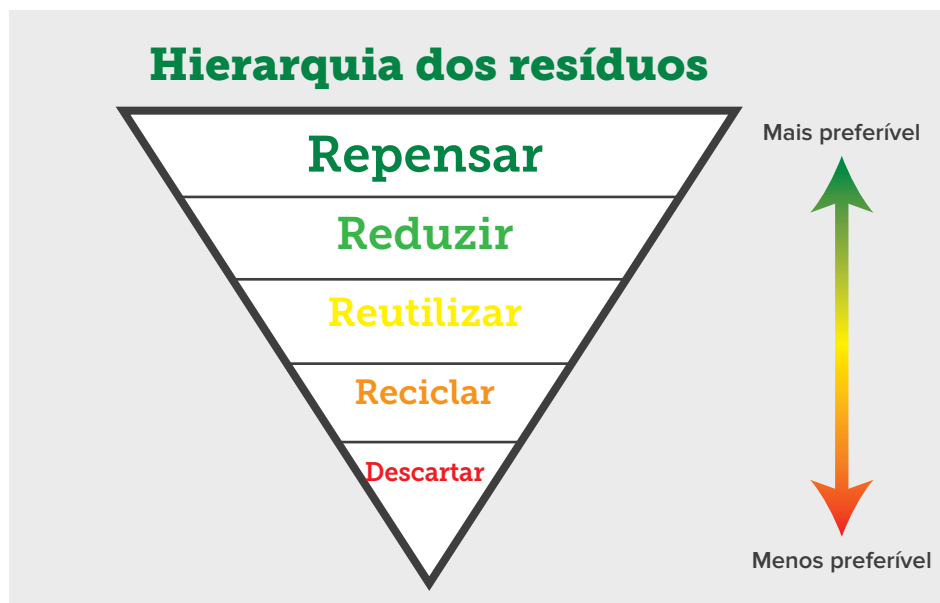 Hierarquia dos resíduos
Mais preferível
Repensar
Reduzir
Reutilizar
Reciclar
Descartar
Menos preferível